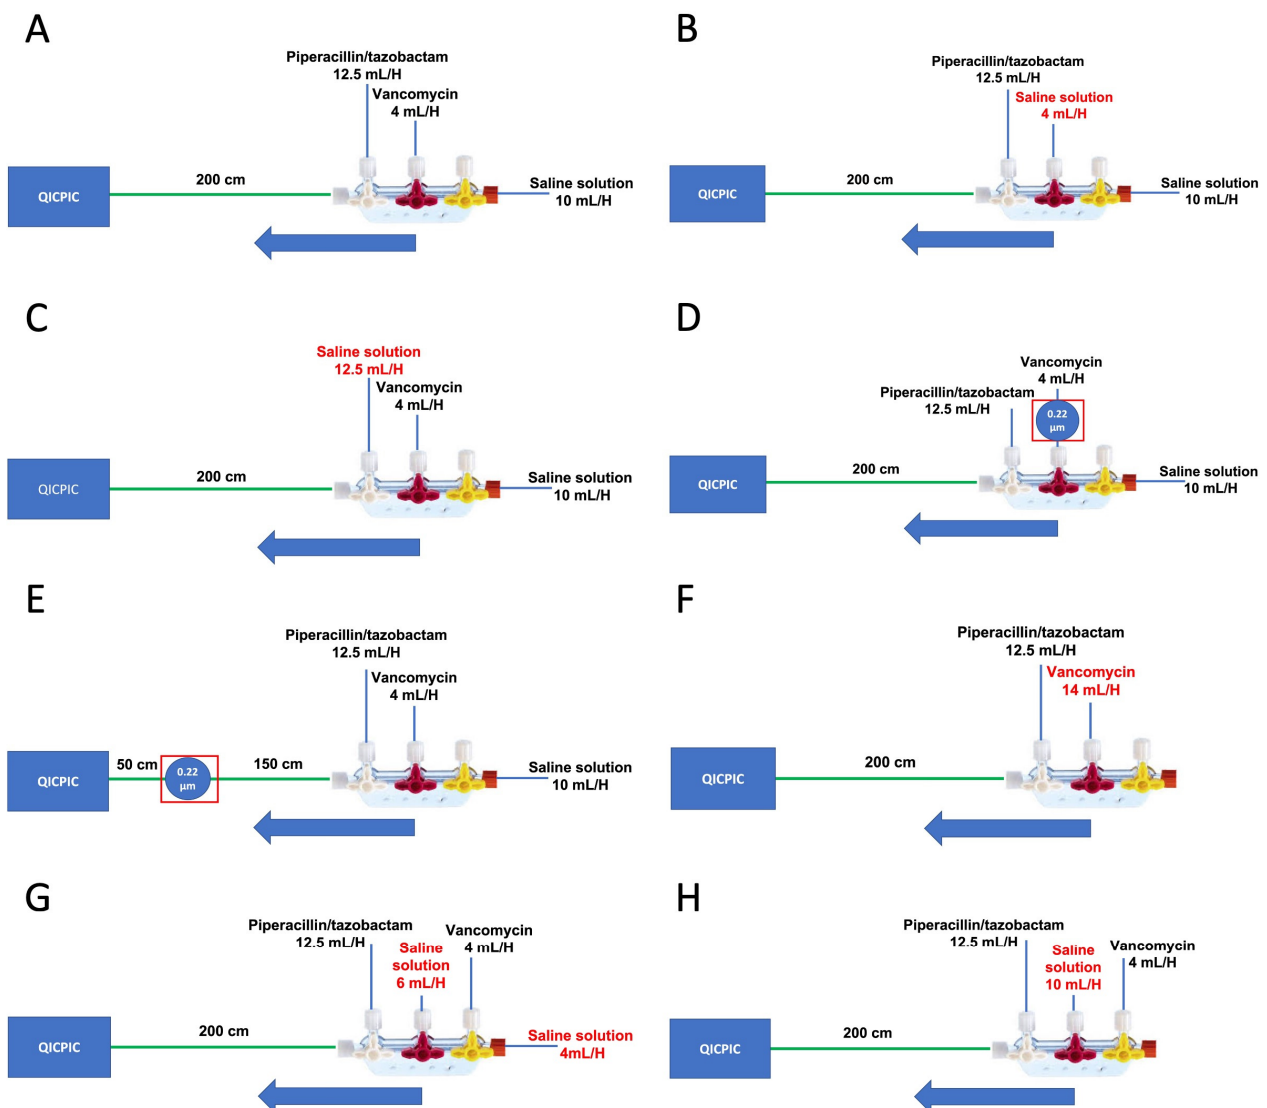 A
Piperacillin/tazobactam
12.5 mL/H
Vancomycin
4 mL/H
QICPIC
200 cm
Saline solution
10 mL/H
B
Piperacillin/tazobactam
12.5 mL/H
Saline solution
4 mL/H
QICPIC
200 cm
Saline solution
10 mL/H
C
Saline solution
12.5 mL/H
Vancomycin
4 mL/H
QICPIC
200 cm
Saline solution
10 mL/H
D
Vancomycin
4 mL/H
Piperacillin/tazobactam
12.5 mL/H
0.22
µm
QICPIC
200 cm
Saline solution
10 mL/H
E
Piperacillin/tazobactam
12.5 mL/H
Vancomycin
4 mL/H
QICPIC
50 cm
0.22
µm
150 cm
Saline solution
10 mL/H
F
Piperacillin/tazobactam
12.5 mL/H
Vancomycin
14 mL/H
QICPIC
200 cm
G
Piperacillin/tazobactam
12.5 mL/H
Saline
solution
6 mL/H
Vancomycin
4 mL/H
QICPIC
200 cm
Saline solution
4mL/H
H
Piperacillin/tazobactam
12.5 mL/H
Saline
solution
10 mL/H
Vancomycin
4 mL/H
QICPIC
200 cm